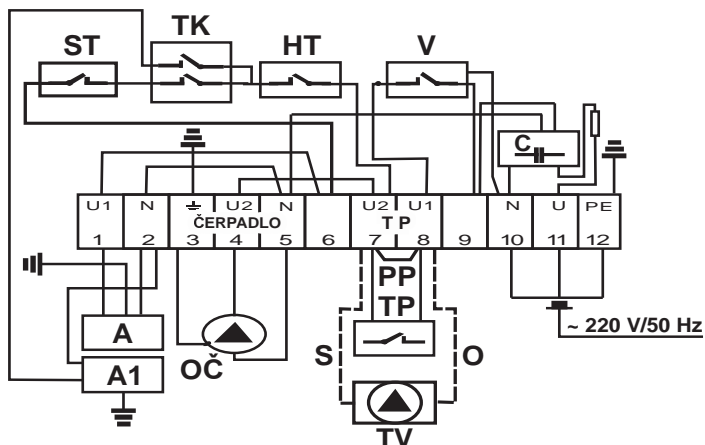 ST TK HT V
C
U1 N ⏚ U2 N U2 U1 N U PE
ČERPADLO T P
1 2 3 4 5 6 7 8 9 10 11 12
PP
TP
A
A1
OČ
S O
TV
~ 220 V/50 Hz